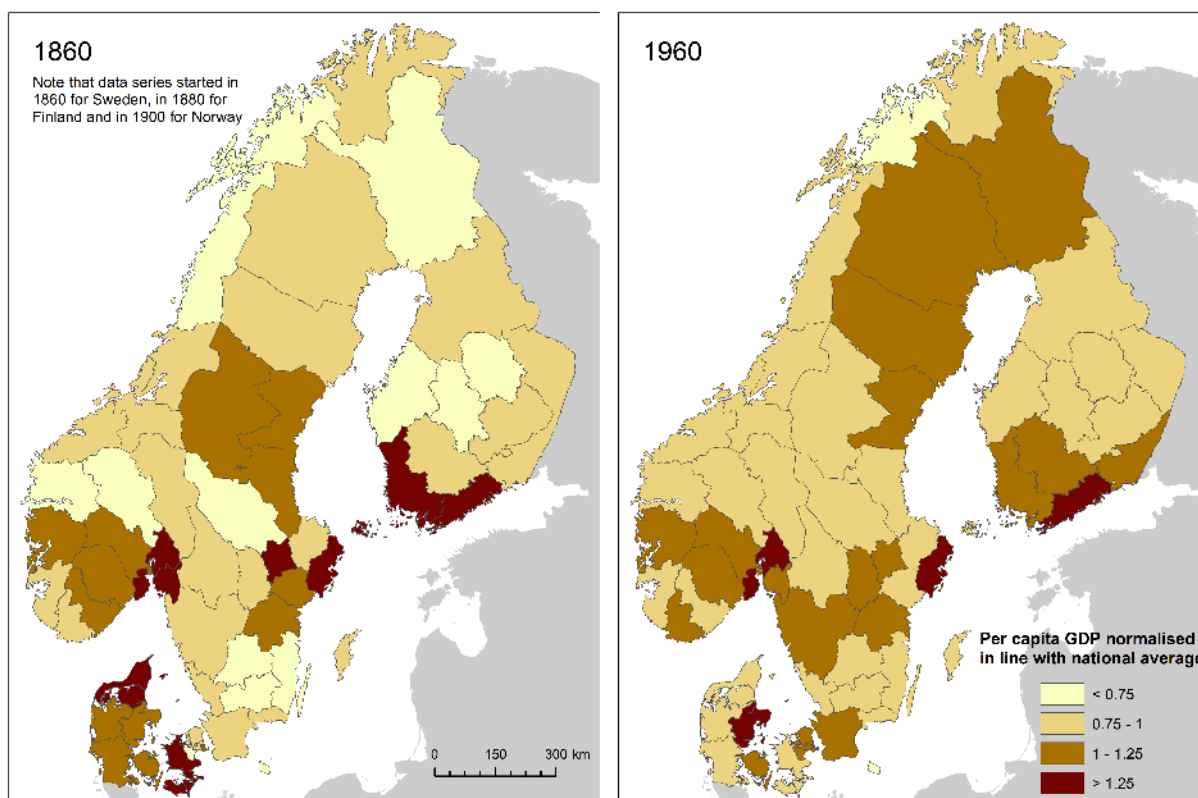 1860
Note that data series started in
1860 for Sweden, in 1880 for
Finland and in 1900 for Norway
0 150 300 km
1960
Per capita GDP normalised
in line with national average
< 0.75
0.75 - 1
1 - 1.25
> 1.25